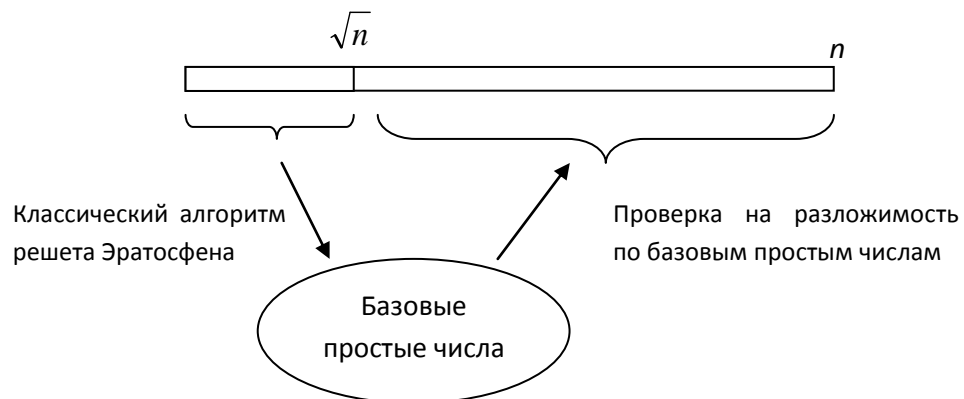 √n
n
Классический алгоритм
решета Эратосфена
Проверка на разложимость
по базовым простым числам
Базовые
простые числа